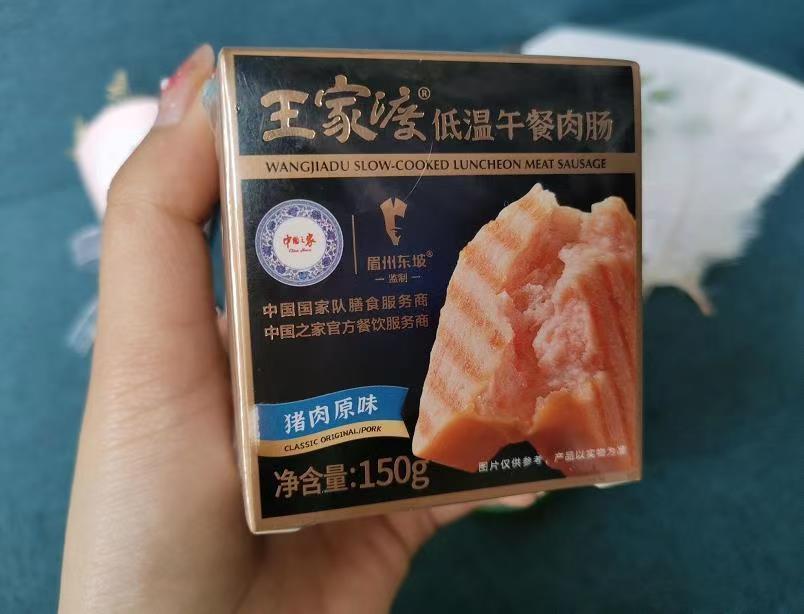 王家渡®低温午餐肉肠
WANGJIADU SLOW-COOKED LUNCHEON MEAT SAUSAGE
中国之家
China House
眉州东坡®
监制
中国国家队膳食服务商
中国之家官方餐饮服务商
猪肉原味
CLASSIC ORIGINAL/PORK
净含量:150g
图片仅供参考，产品以实物为准